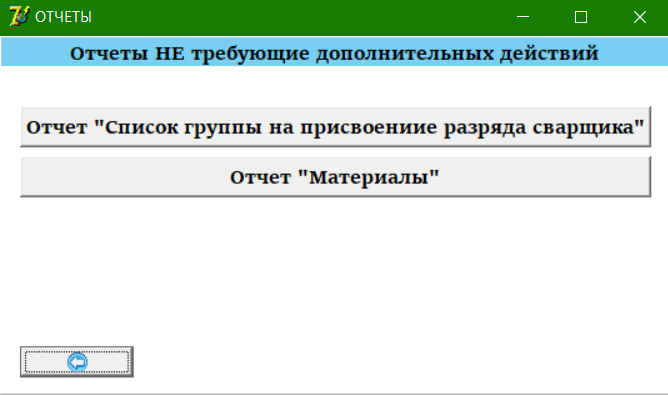 ОТЧЕТЫ
Отчеты НЕ требующие дополнительных действий
Отчет "Список группы на присвоениие разряда сварщика"
Отчет "Материалы"